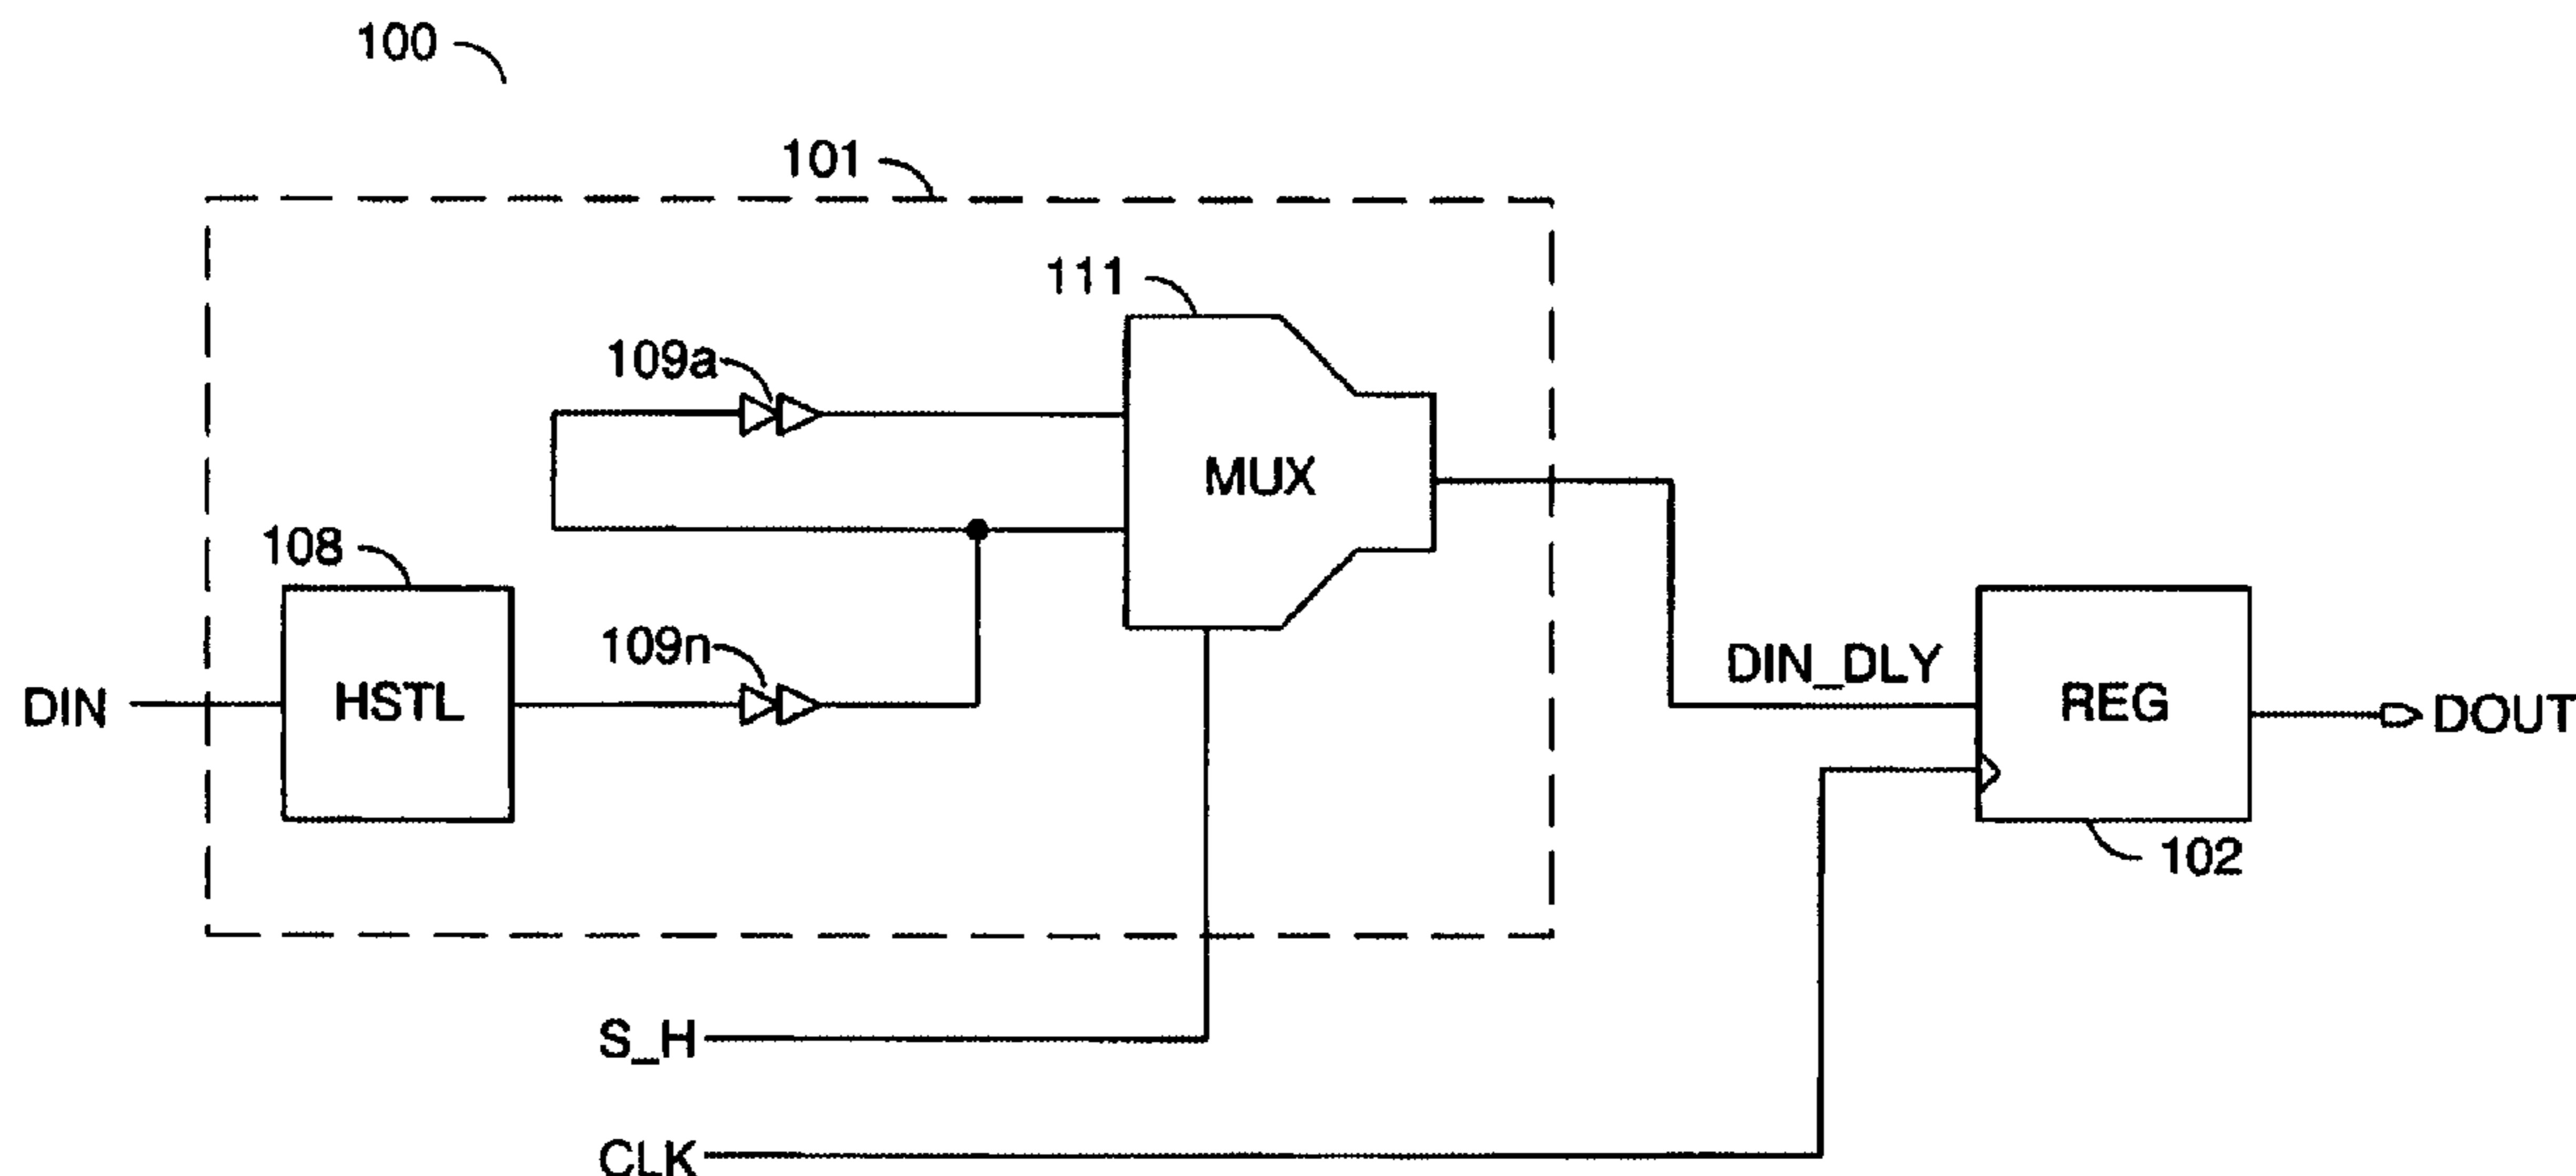 100
101
111
109a
MUX
108
109n
DIN
HSTL
DIN_DLY
REG
DOUT
102
S_H
CLK